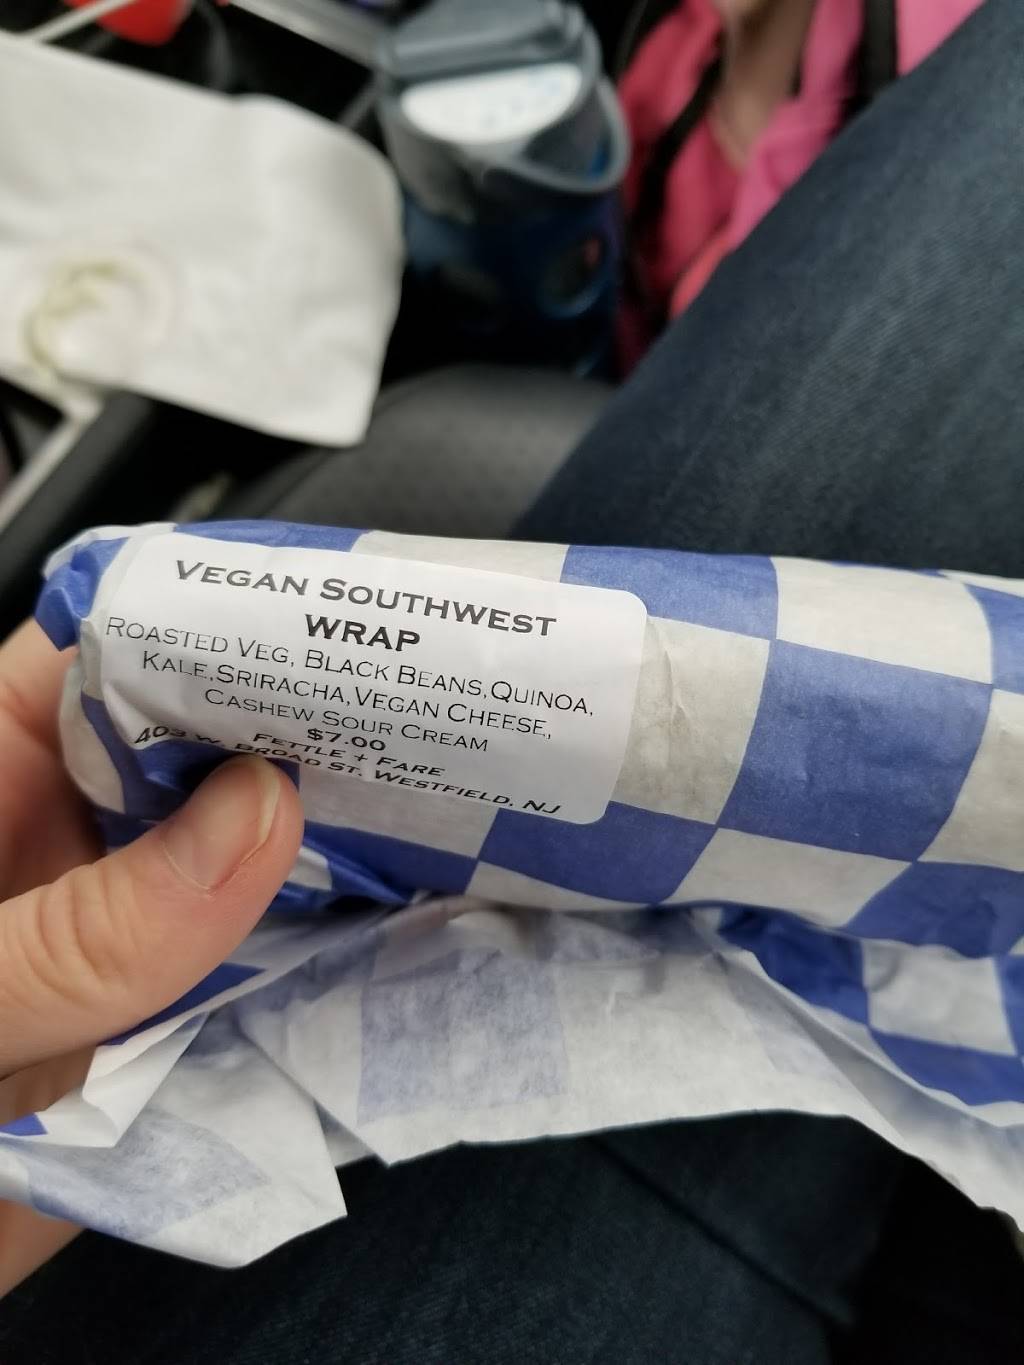 VEGAN SOUTHWEST
WRAP
ROASTED VEG, BLACK BEANS,QUINOA,
KALE,SRIRACHA,VEGAN CHEESE,
CASHEW SOUR CREAM
$7.00
FETTLE + FARE
403 W. BROAD ST. WESTFIELD, NJ